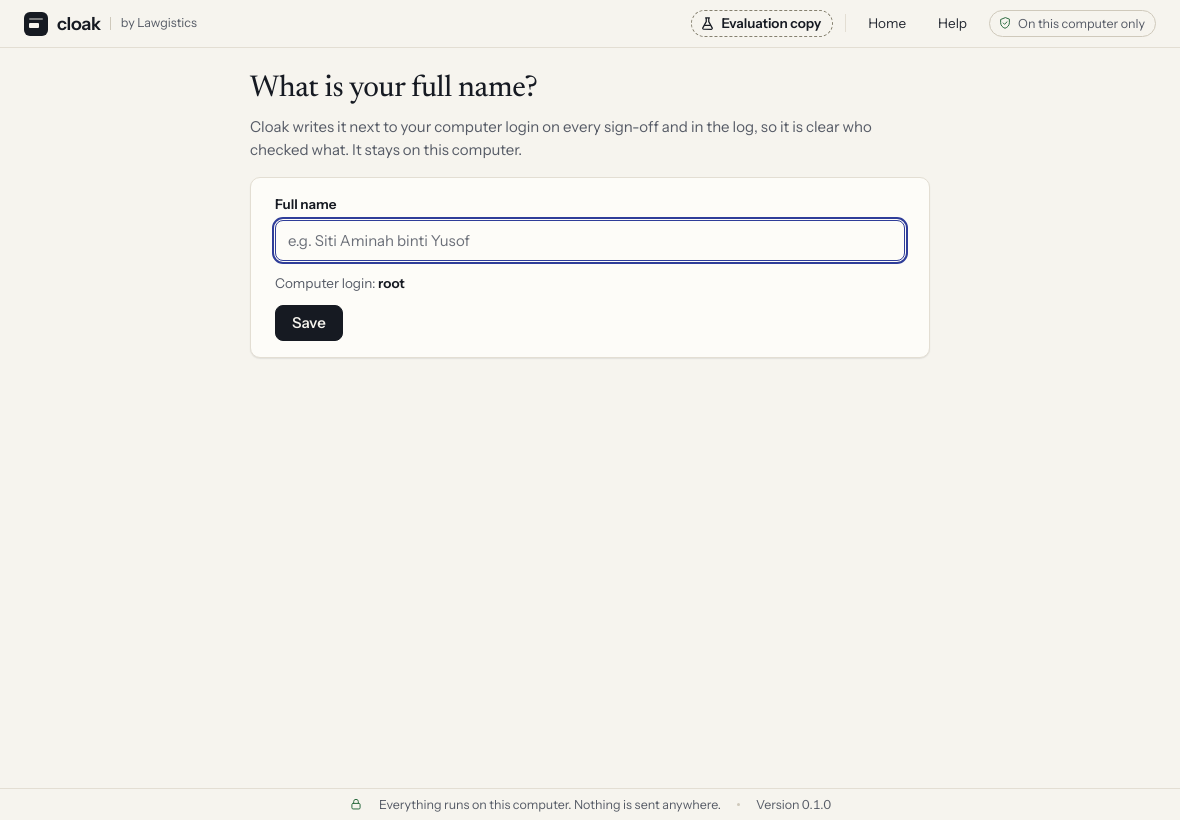 cloak
by Lawgistics
Evaluation copy
Home
Help
On this computer only
What is your full name?
Cloak writes it next to your computer login on every sign-off and in the log, so it is clear who
checked what. It stays on this computer.
Full name
e.g. Siti Aminah binti Yusof
Computer login: root
Save
Everything runs on this computer. Nothing is sent anywhere.
•
Version 0.1.0